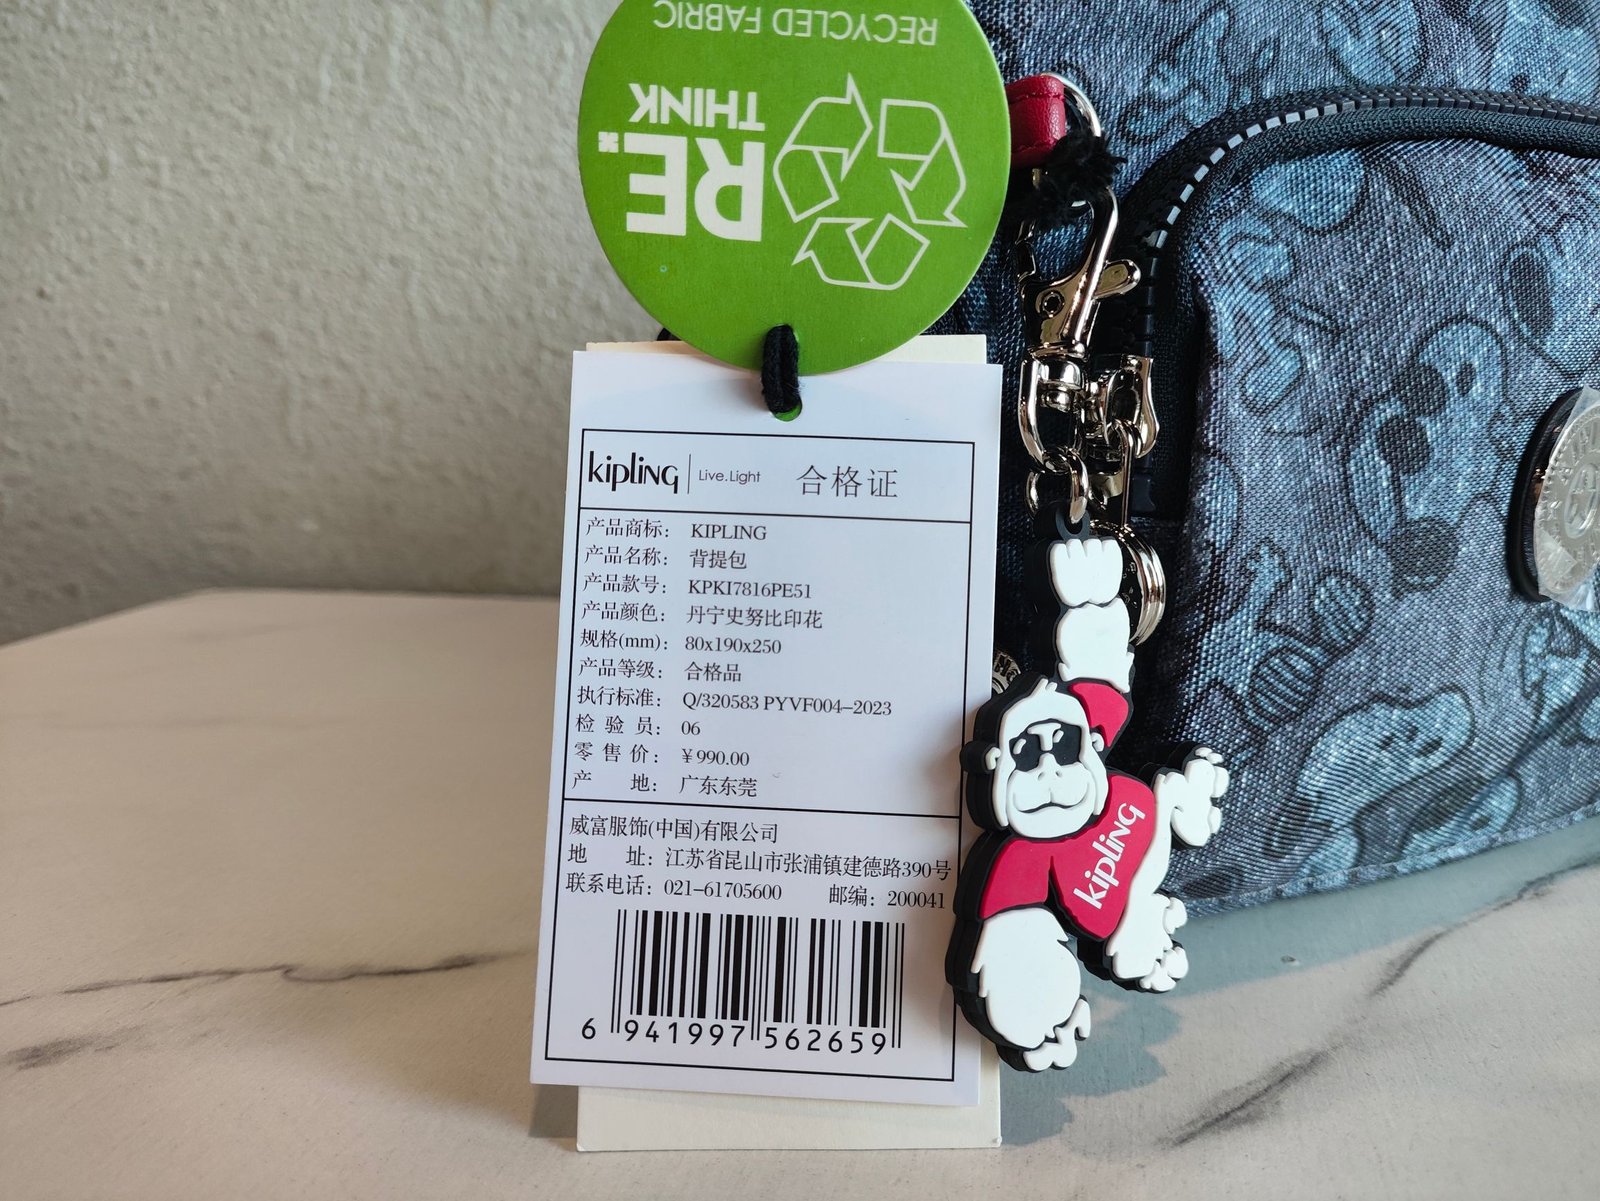 RECYCLED FABRIC
RE.
THINK
kipling Live.Light 合格证
产品商标: KIPLING
产品名称: 背提包
产品款号: KPKI7816PE51
产品颜色: 丹宁史努比印花
规格(mm): 80x190x250
产品等级: 合格品
执行标准: Q/320583 PYVF004-2023
检验员: 06
零售价: ¥990.00
产地: 广东东莞
威富服饰(中国)有限公司
地址: 江苏省昆山市张浦镇建德路390号
联系电话: 021-61705600 邮编: 200041
6 941997 562659
kipling